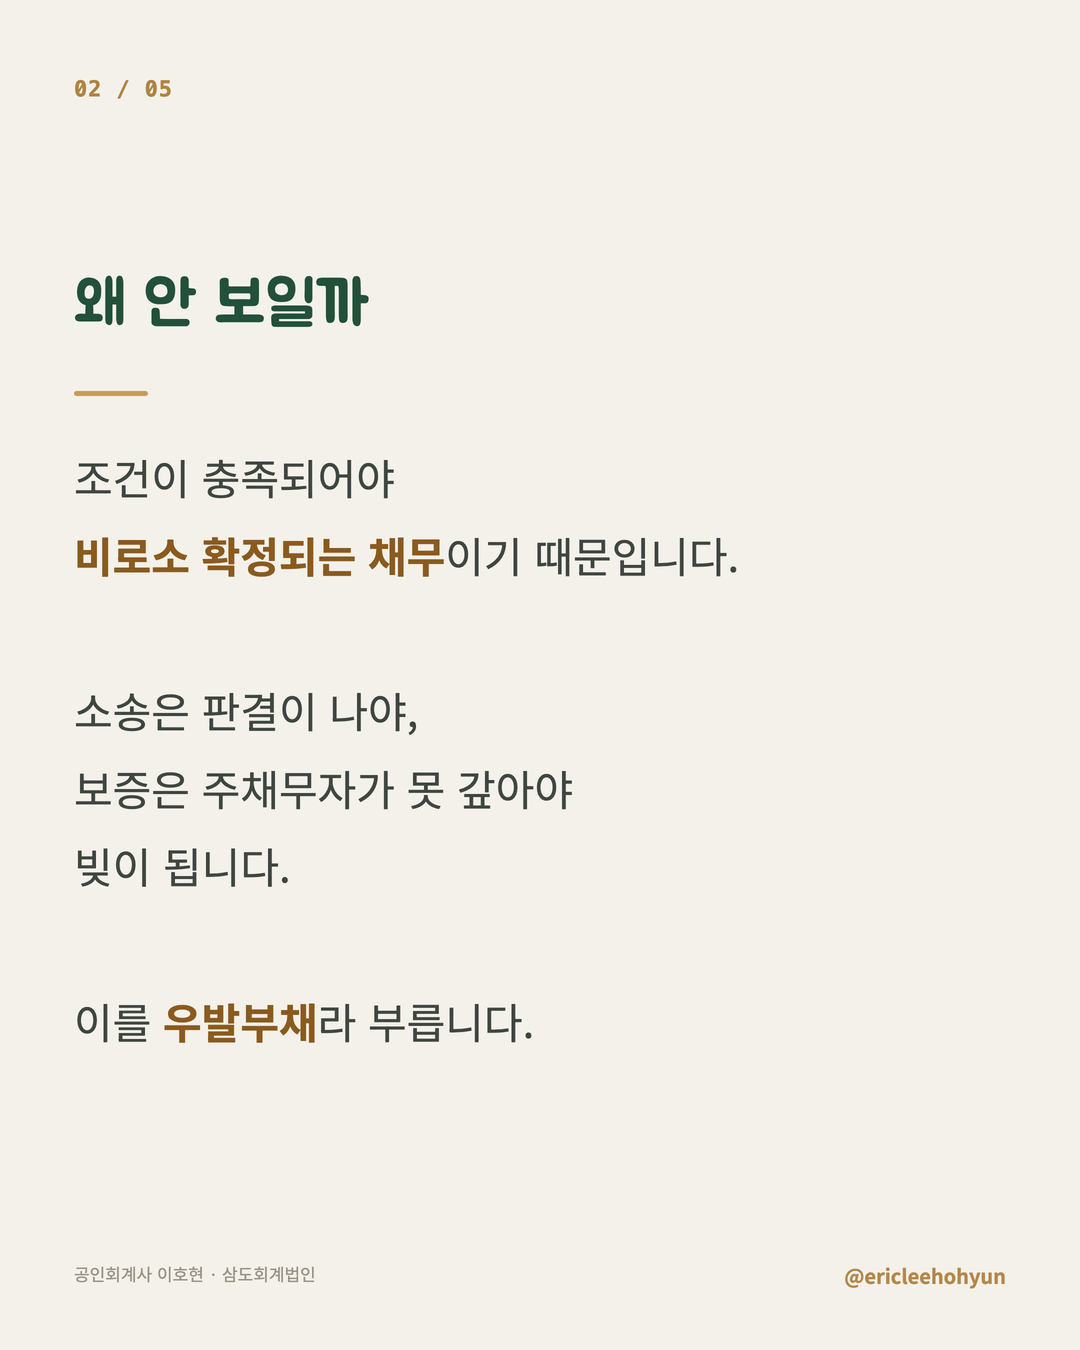 02 / 05
왜 안 보일까
조건이 충족되어야
비로소 확정되는 채무이기 때문입니다.
소송은 판결이 나야,
보증은 주채무자가 못 갚아야
빚이 됩니다.
이를 우발부채라 부릅니다.
공인회계사 이호현 · 삼도회계법인
@ericleehohyun